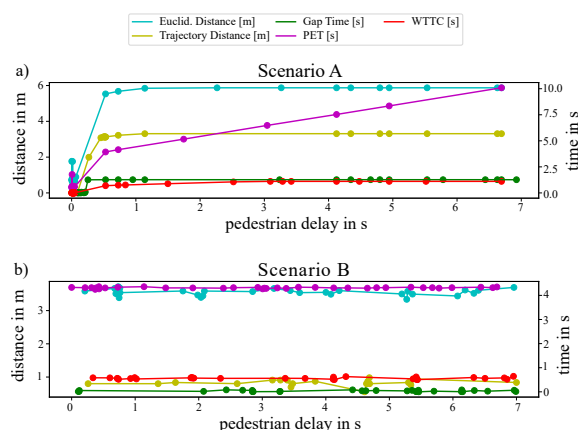 Euclid. Distance [m]
Trajectory Distance [m]
Gap Time [s]
PET [s]
WTTC [s]
a)
Scenario A
distance in m
6
4
2
0
10.0
7.5
5.0
2.5
0.0
time in s
0
1
2
3
4
5
6
7
pedestrian delay in s
b)
Scenario B
distance in m
3
2
1
4
3
2
1
0
time in s
0
1
2
3
4
5
6
7
pedestrian delay in s